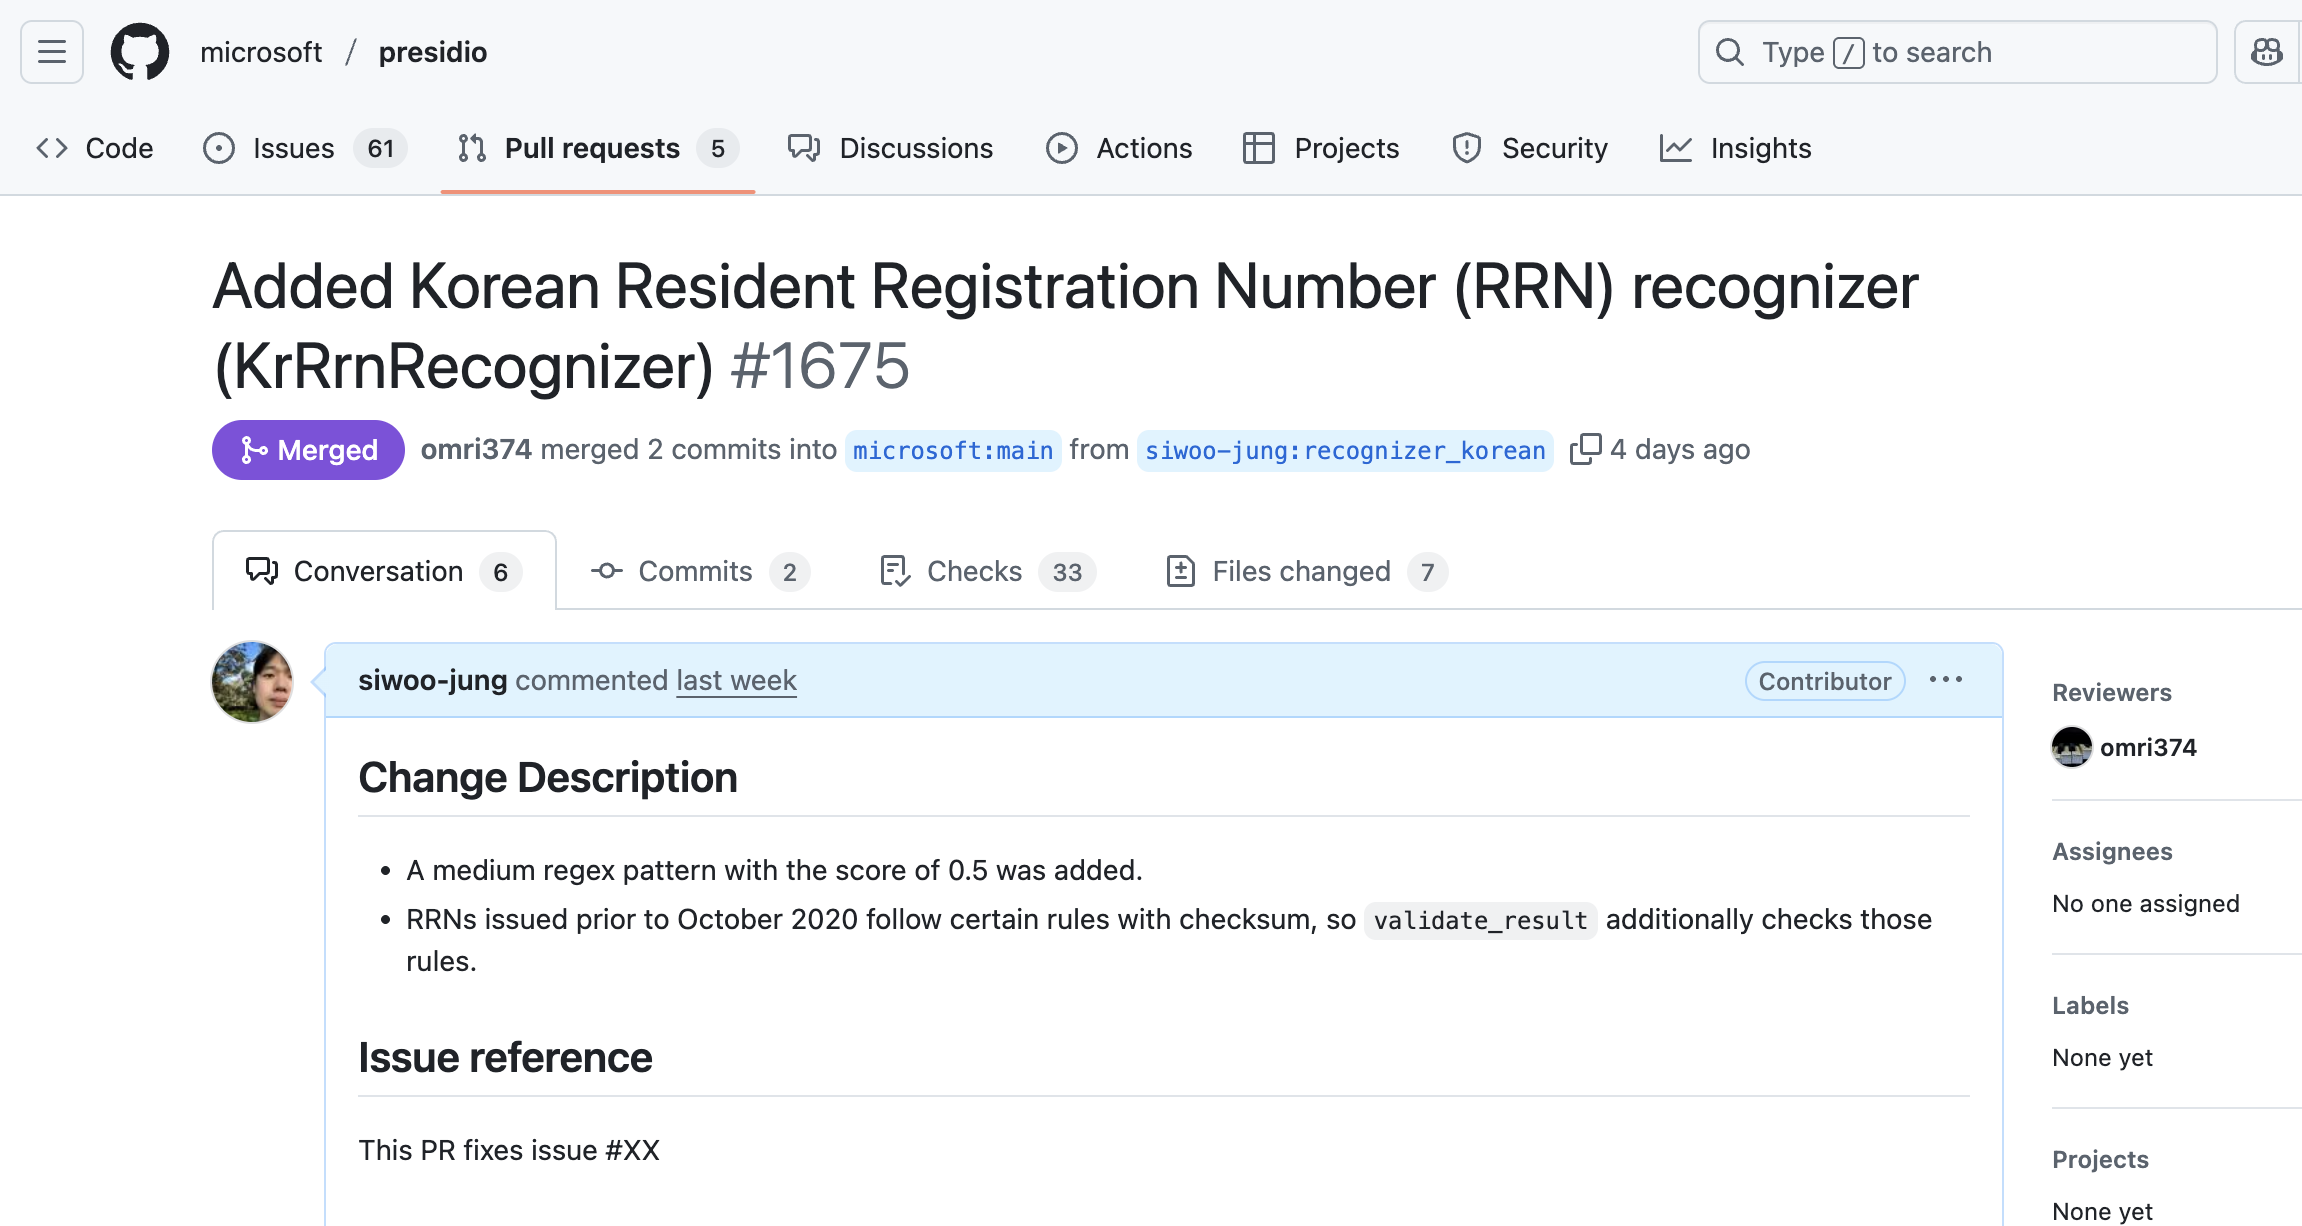 microsoft / presidio
Type / to search
Code
Issues 61
Pull requests 5
Discussions
Actions
Projects
Security
Insights
Added Korean Resident Registration Number (RRN) recognizer
(KrRrnRecognizer) #1675
Merged omri374 merged 2 commits into microsoft:main from siwoo-jung:recognizer_korean 4 days ago
Conversation 6
Commits 2
Checks 33
Files changed 7
siwoo-jung commented last week
Contributor
Change Description
• A medium regex pattern with the score of 0.5 was added.
• RRNs issued prior to October 2020 follow certain rules with checksum, so validate_result additionally checks those
rules.
Issue reference
This PR fixes issue #XX
Reviewers
omri374
Assignees
No one assigned
Labels
None yet
Projects
None yet